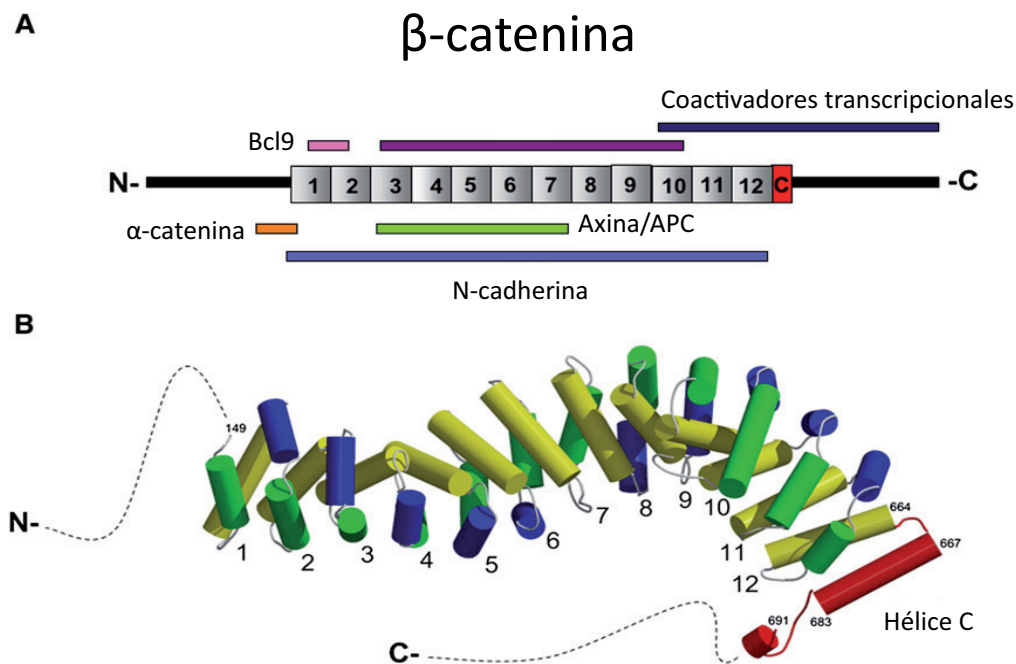 A
β-catenina
Coactivadores transcripcionales
Bcl9
N- 1 2 3 4 5 6 7 8 9 10 11 12 C -C
α-catenina
Axina/APC
N-cadherina
B
149
N-
1
2
3
4
5
6
7
8
9
10
11
12
664
667
683
691
Hélice C
C-